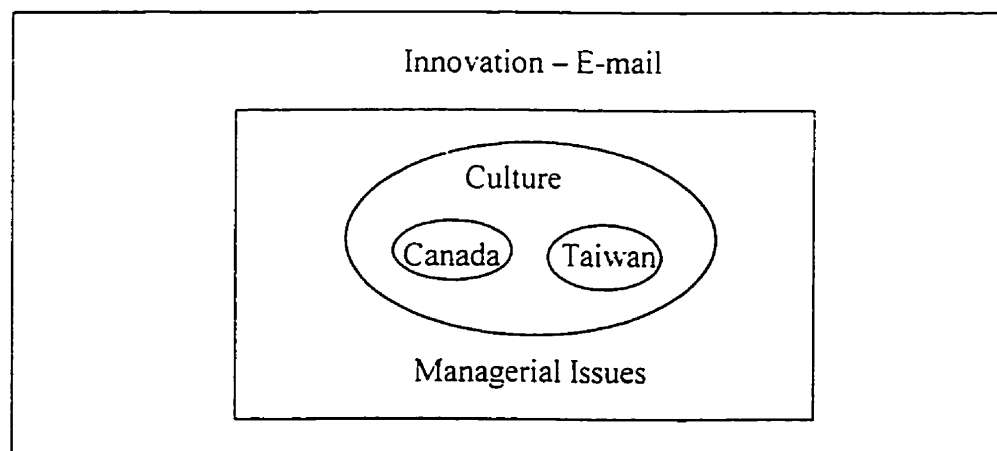 Innovation – E-mail
Culture
Canada Taiwan
Managerial Issues